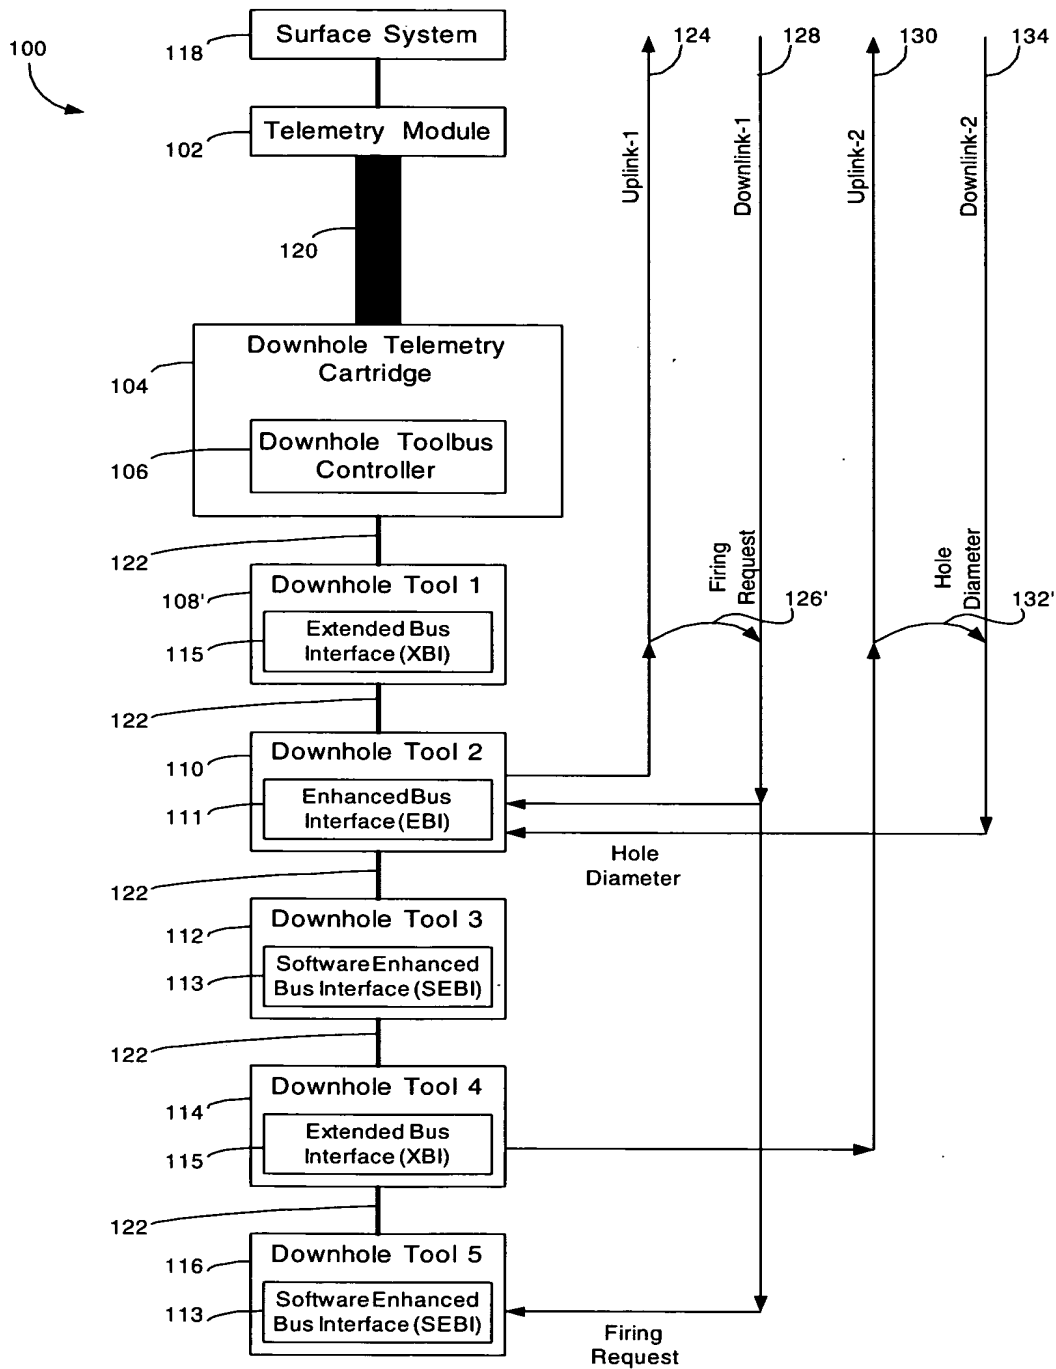 100
118
Surface System
102
Telemetry Module
120
104
Downhole Telemetry
Cartridge
106
Downhole Toolbus
Controller
122
108'
Downhole Tool 1
115
Extended Bus
Interface (XBI)
122
110
Downhole Tool 2
111
Enhanced Bus
Interface (EBI)
122
112
Downhole Tool 3
113
Software Enhanced
Bus Interface (SEBI)
122
114
Downhole Tool 4
115
Extended Bus
Interface (XBI)
122
116
Downhole Tool 5
113
Software Enhanced
Bus Interface (SEBI)
124
128
130
134
Uplink-1
Downlink-1
Uplink-2
Downlink-2
Firing
Request
126'
Hole
Diameter
132'
Hole
Diameter
Firing
Request